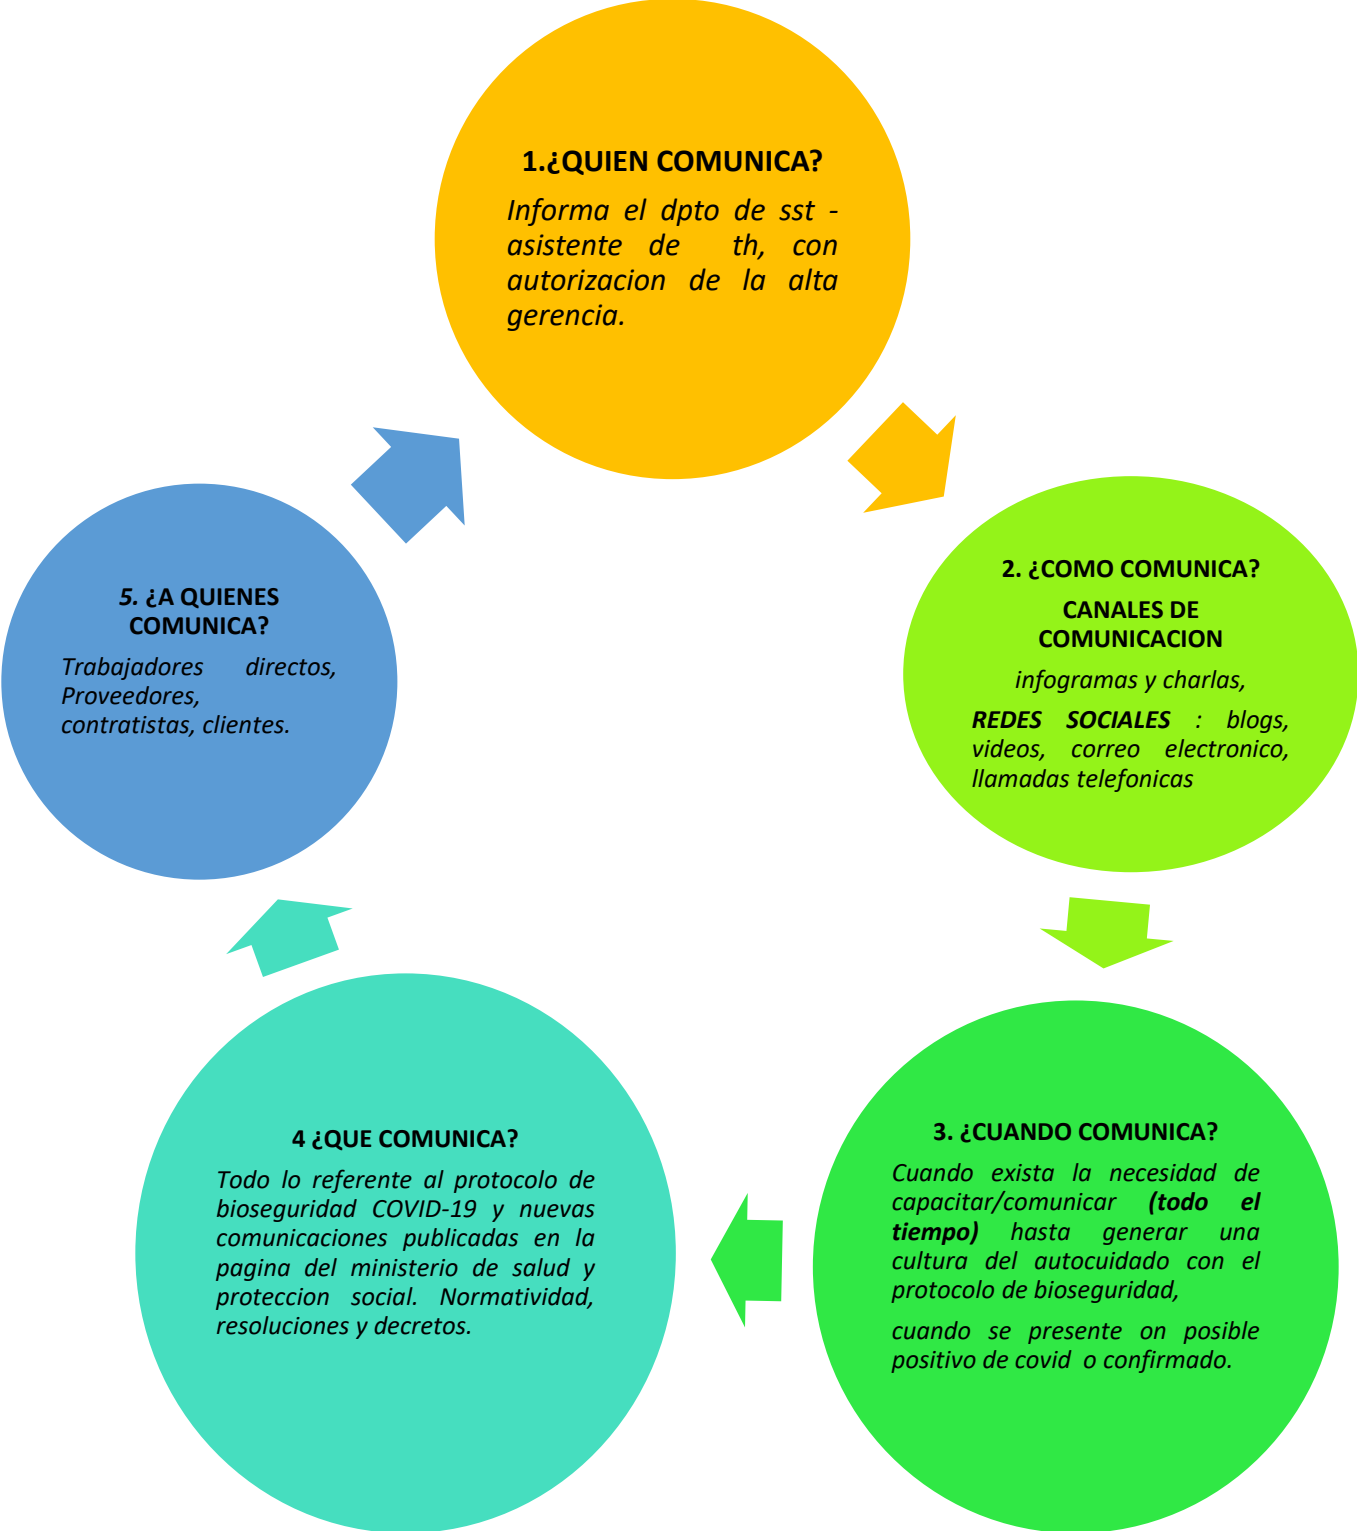 1.¿QUIEN COMUNICA?
Informa el dpto de sst -
asistente de th, con
autorizacion de la alta
gerencia.
2. ¿COMO COMUNICA?
CANALES DE
COMUNICACION
infogramas y charlas,
REDES SOCIALES : blogs,
videos, correo electronico,
llamadas telefonicas
3. ¿CUANDO COMUNICA?
Cuando exista la necesidad de
capacitar/comunicar (todo el
tiempo) hasta generar una
cultura del autocuidado con el
protocolo de bioseguridad,
cuando se presente on posible
positivo de covid o confirmado.
4 ¿QUE COMUNICA?
Todo lo referente al protocolo de
bioseguridad COVID-19 y nuevas
comunicaciones publicadas en la
pagina del ministerio de salud y
proteccion social. Normatividad,
resoluciones y decretos.
5. ¿A QUIENES
COMUNICA?
Trabajadores directos,
Proveedores,
contratistas, clientes.